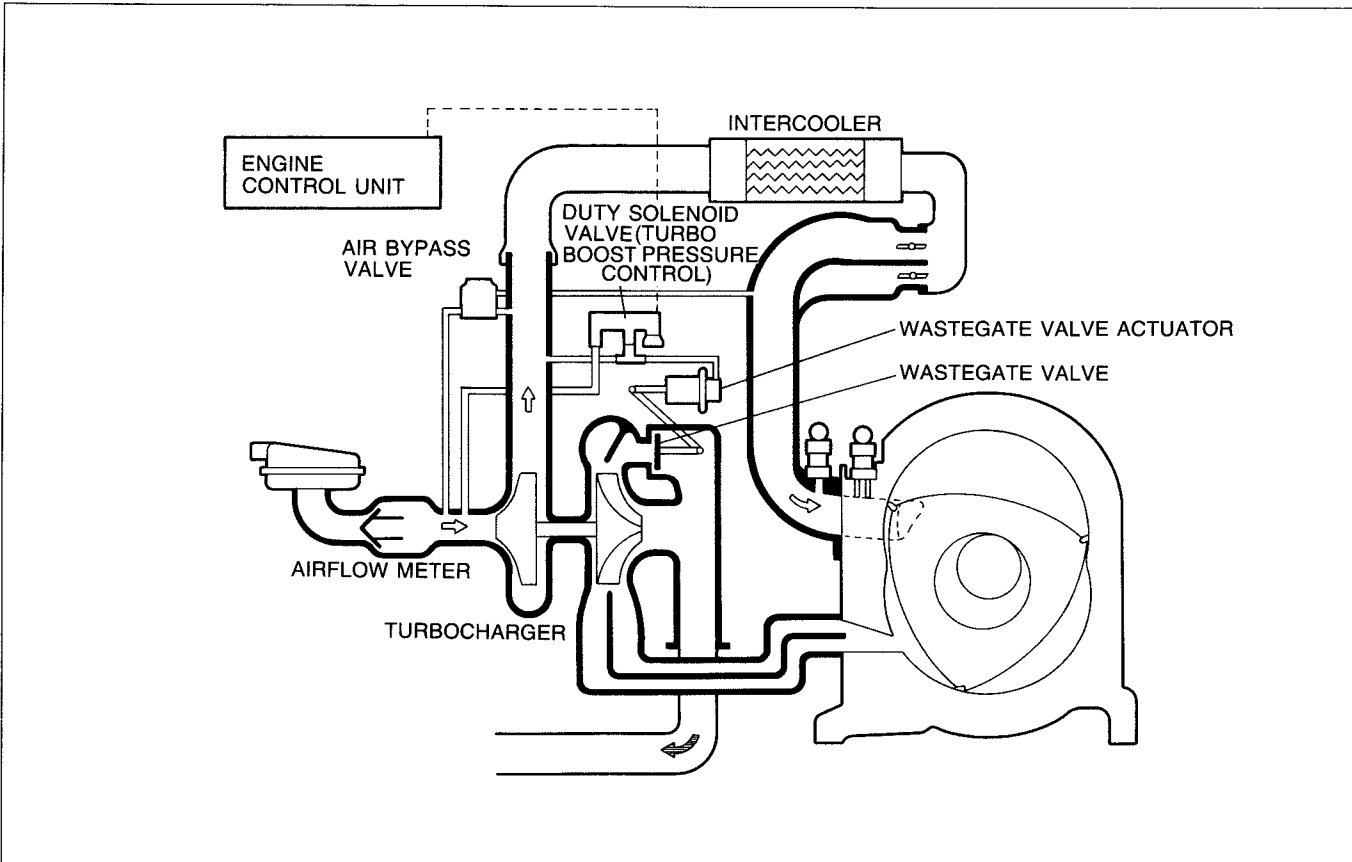 INTERCOOLER
ENGINE
CONTROL UNIT
DUTY SOLENOID
VALVE (TURBO
BOOST PRESSURE
CONTROL)
AIR BYPASS
VALVE
WASTEGATE VALVE ACTUATOR
WASTEGATE VALVE
AIRFLOW METER
TURBOCHARGER